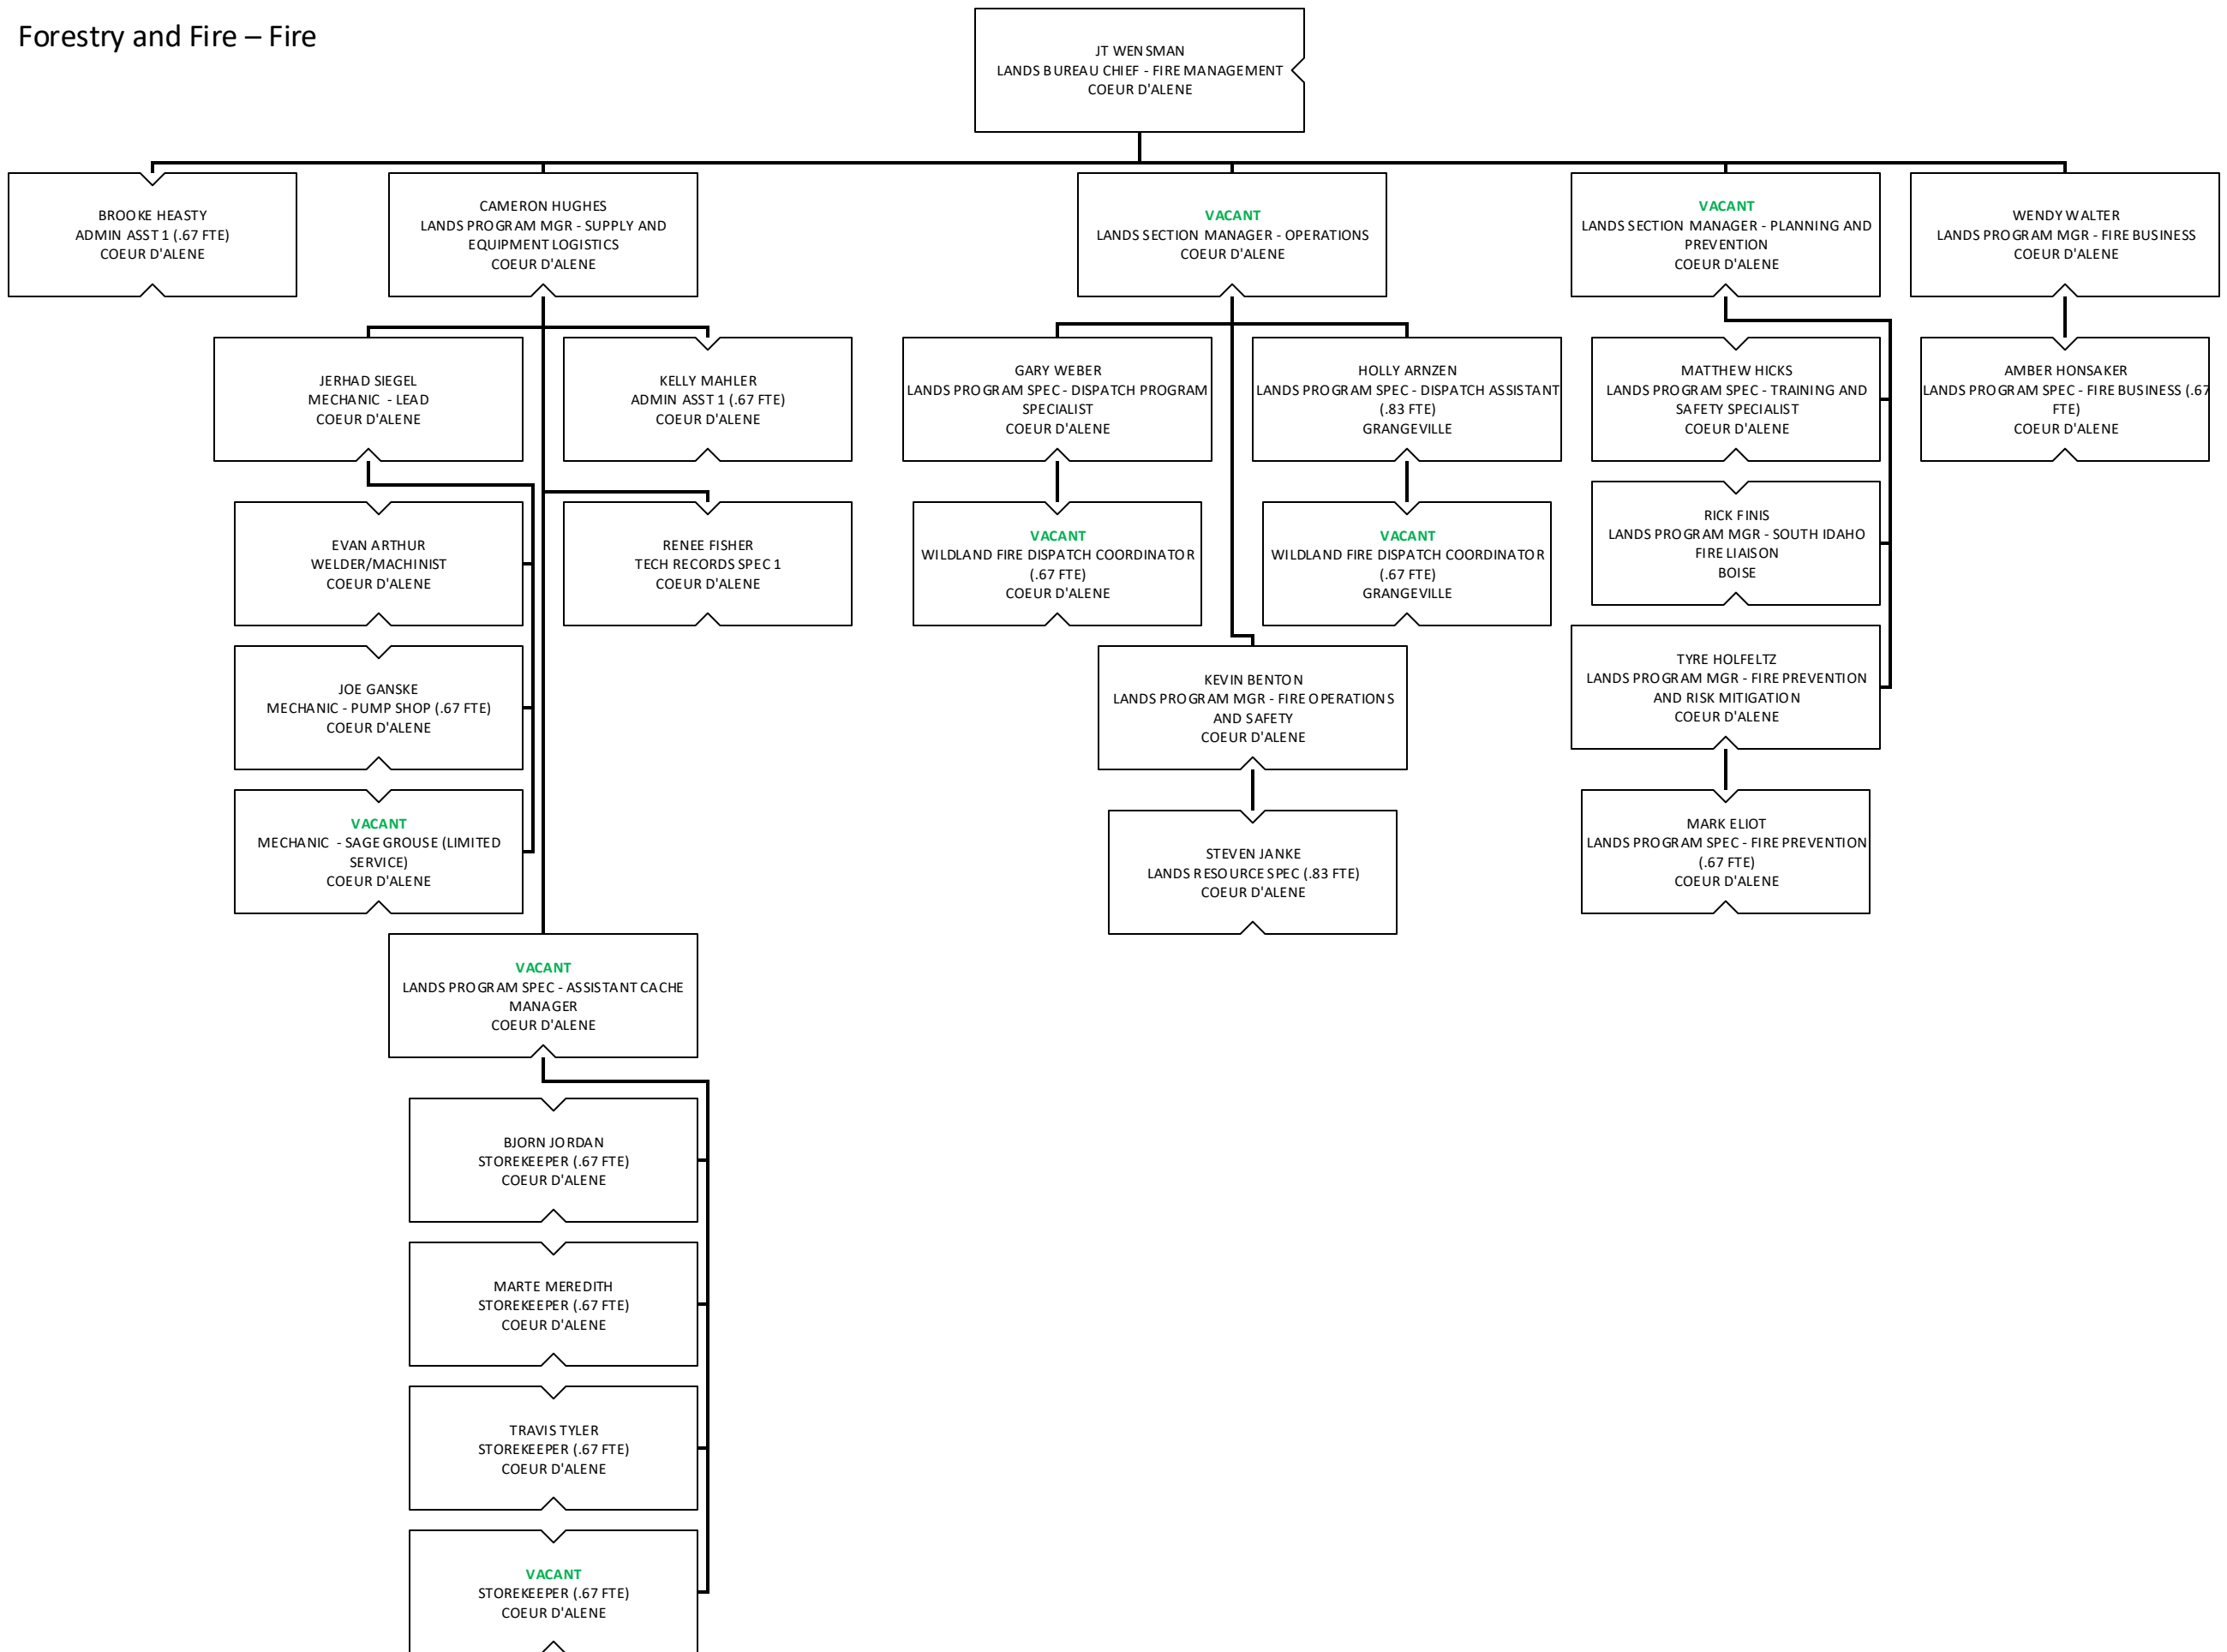 Forestry and Fire – Fire
JT WENSMAN
LANDS BUREAU CHIEF - FIRE MANAGEMENT
COEUR D'ALENE
BROOKE HEASTY
ADMIN ASST 1 (.67 FTE)
COEUR D'ALENE
CAMERON HUGHES
LANDS PROGRAM MGR - SUPPLY AND
EQUIPMENT LOGISTICS
COEUR D'ALENE
VACANT
LANDS SECTION MANAGER - OPERATIONS
COEUR D'ALENE
VACANT
LANDS SECTION MANAGER - PLANNING AND
PREVENTION
COEUR D'ALENE
WENDY WALTER
LANDS PROGRAM MGR - FIRE BUSINESS
COEUR D'ALENE
JERHAD SIEGEL
MECHANIC - LEAD
COEUR D'ALENE
KELLY MAHLER
ADMIN ASST 1 (.67 FTE)
COEUR D'ALENE
GARY WEBER
LANDS PROGRAM SPEC - DISPATCH PROGRAM
SPECIALIST
COEUR D'ALENE
HOLLY ARNZEN
LANDS PROGRAM SPEC - DISPATCH ASSISTANT
(.83 FTE)
GRANGEVILLE
MATTHEW HICKS
LANDS PROGRAM SPEC - TRAINING AND
SAFETY SPECIALIST
COEUR D'ALENE
AMBER HONSAKER
LANDS PROGRAM SPEC - FIRE BUSINESS (.67
FTE)
COEUR D'ALENE
EVAN ARTHUR
WELDER/MACHINIST
COEUR D'ALENE
RENEE FISHER
TECH RECORDS SPEC 1
COEUR D'ALENE
VACANT
WILDLAND FIRE DISPATCH COORDINATOR
(.67 FTE)
COEUR D'ALENE
VACANT
WILDLAND FIRE DISPATCH COORDINATOR
(.67 FTE)
GRANGEVILLE
RICK FINIS
LANDS PROGRAM MGR - SOUTH IDAHO
FIRE LIAISON
BOISE
JOE GANSKE
MECHANIC - PUMP SHOP (.67 FTE)
COEUR D'ALENE
KEVIN BENTON
LANDS PROGRAM MGR - FIRE OPERATIONS
AND SAFETY
COEUR D'ALENE
TYRE HOLFELTZ
LANDS PROGRAM MGR - FIRE PREVENTION
AND RISK MITIGATION
COEUR D'ALENE
VACANT
MECHANIC - SAGE GROUSE (LIMITED
SERVICE)
COEUR D'ALENE
STEVEN JANKE
LANDS RESOURCE SPEC (.83 FTE)
COEUR D'ALENE
MARK ELIOT
LANDS PROGRAM SPEC - FIRE PREVENTION
(.67 FTE)
COEUR D'ALENE
VACANT
LANDS PROGRAM SPEC - ASSISTANT CACHE
MANAGER
COEUR D'ALENE
BJORN JORDAN
STOREKEEPER (.67 FTE)
COEUR D'ALENE
MARTE MEREDITH
STOREKEEPER (.67 FTE)
COEUR D'ALENE
TRAVIS TYLER
STOREKEEPER (.67 FTE)
COEUR D'ALENE
VACANT
STOREKEEPER (.67 FTE)
COEUR D'ALENE